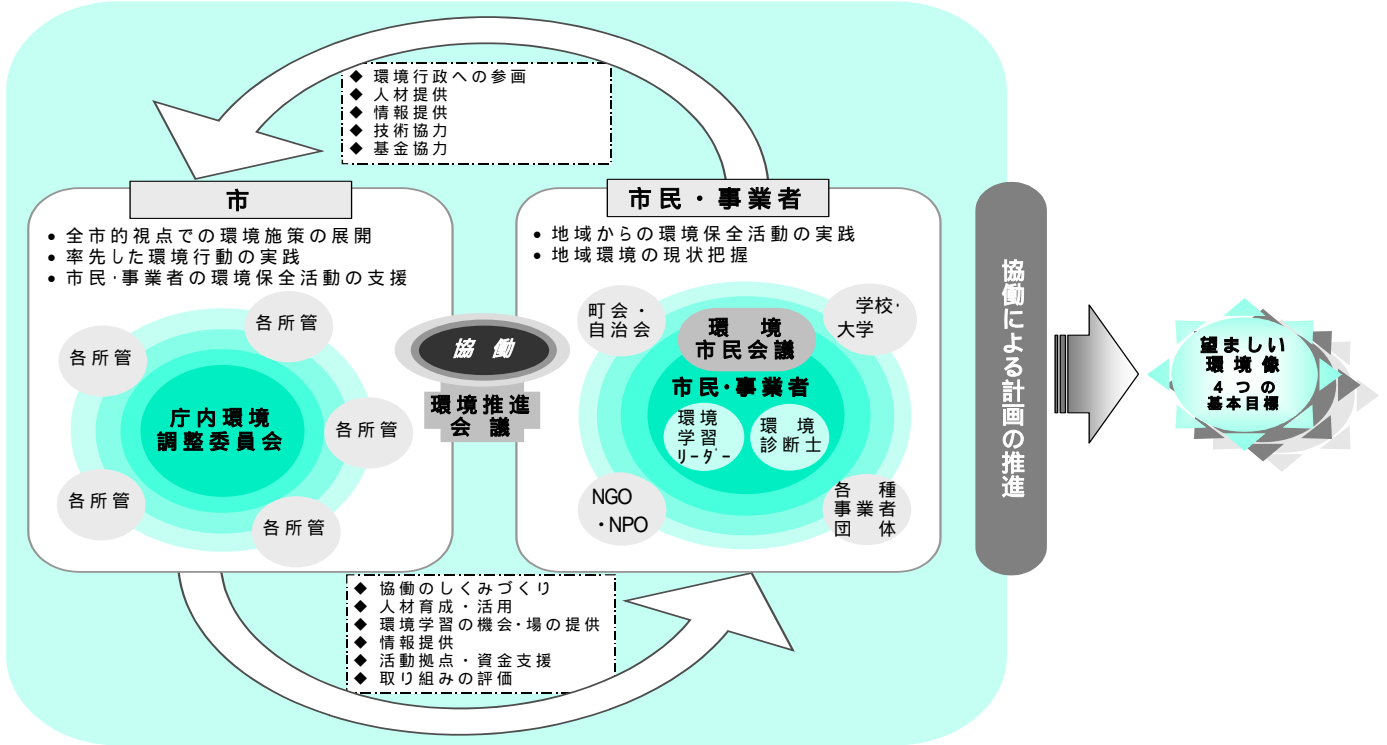 ◆ 環境行政への参画
◆ 人材提供
◆ 情報提供
◆ 技術協力
◆ 基金協力
市
• 全市的視点での環境施策の展開
• 率先した環境行動の実践
• 市民・事業者の環境保全活動の支援
各所管
各所管
各所管
各所管
各所管
庁内環境
調整委員会
協働
環境推進
会議
市民・事業者
• 地域からの環境保全活動の実践
• 地域環境の現状把握
町会・
自治会
学校・
大学
環境
市民会議
市民・事業者
環境
学習
リーダー
環境
診断士
NGO
・NPO
各種
事業者
団体
◆ 協働のしくみづくり
◆ 人材育成・活用
◆ 環境学習の機会・場の提供
◆ 情報提供
◆ 活動拠点・資金支援
◆ 取り組みの評価
協働による計画の推進
望ましい
環境像
4つの
基本目標